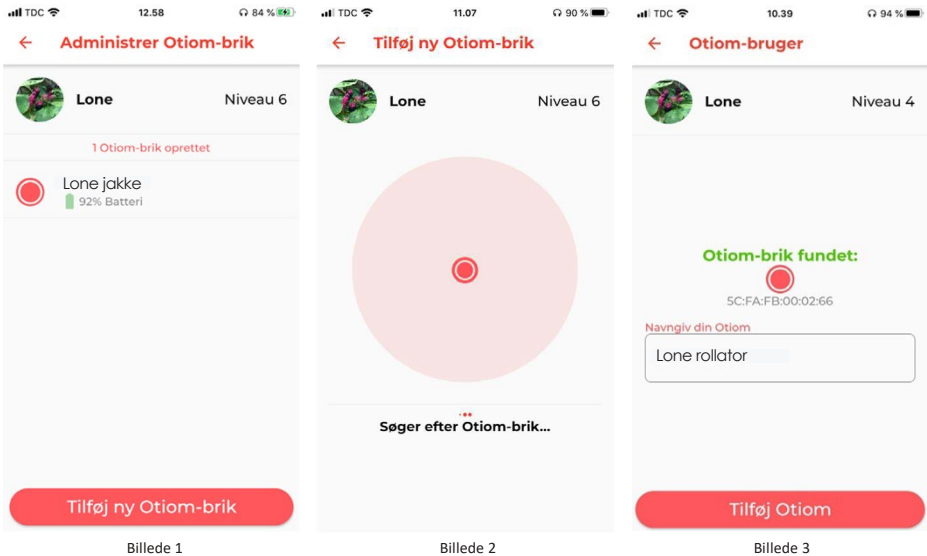 TDC 12.58 84 %
← Administrer Otiom-brik
Lone Niveau 6
1 Otiom-brik oprettet
Lone jakke
92% Batteri
Tilføj ny Otiom-brik
Billede 1
TDC 11.07 90 %
← Tilføj ny Otiom-brik
Lone Niveau 6
Søger efter Otiom-brik...
Billede 2
TDC 10.39 94 %
← Otiom-bruger
Lone Niveau 4
Otiom-brik fundet:
5C:FA:FB:00:02:66
Navngiv din Otiom
Lone rollator
Tilføj Otiom
Billede 3